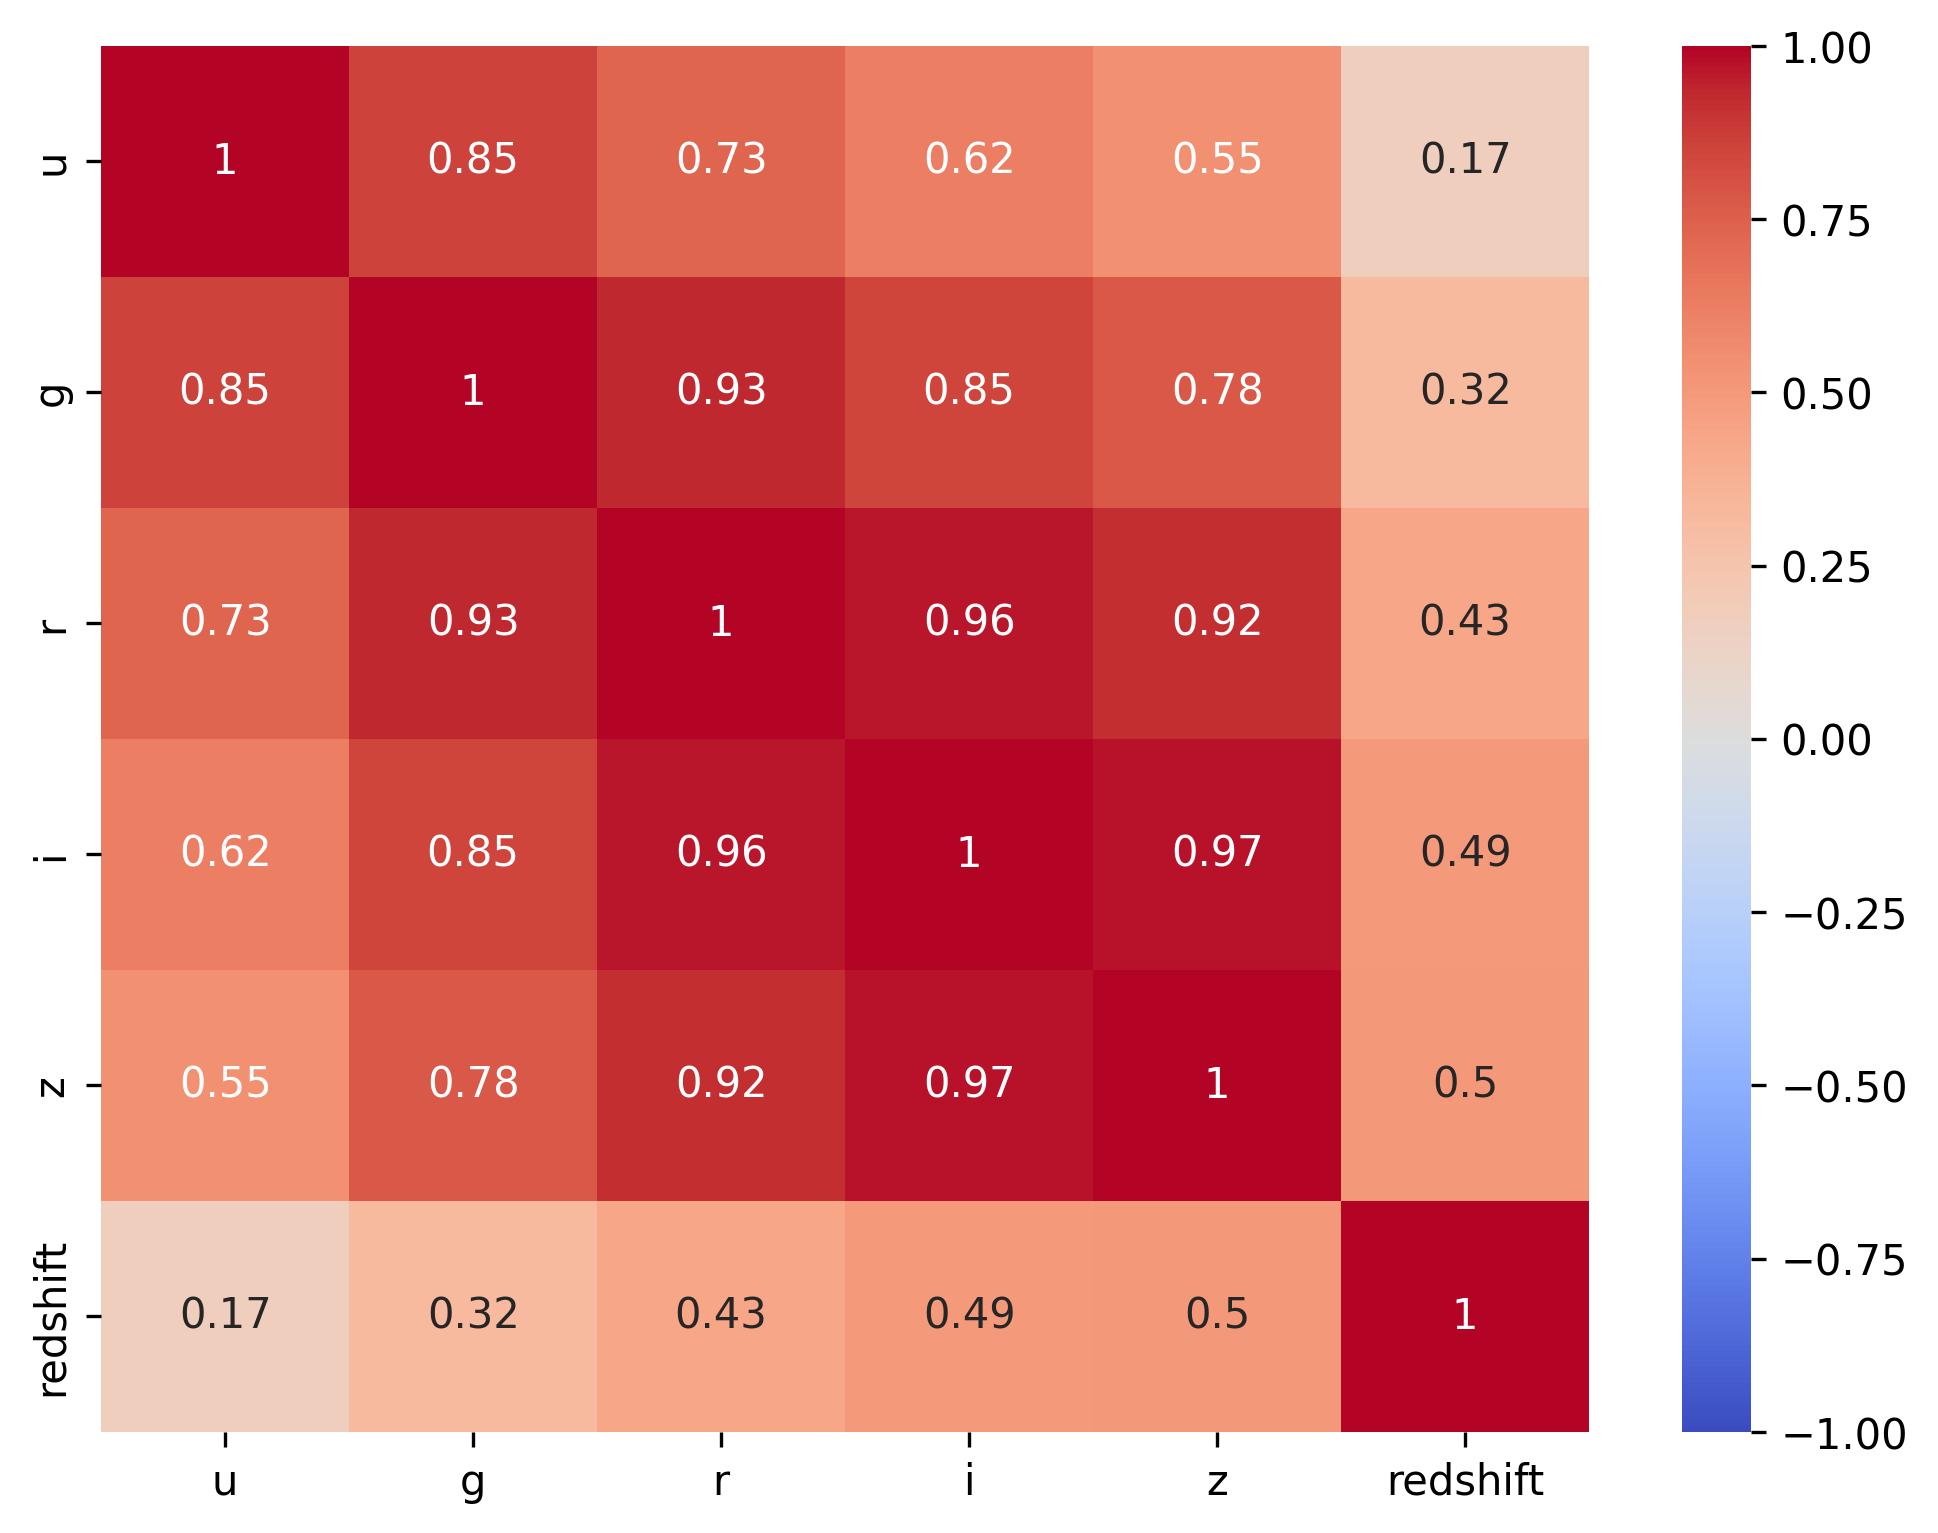 u 1 0.85 0.73 0.62 0.55 0.17
g 0.85 1 0.93 0.85 0.78 0.32
r 0.73 0.93 1 0.96 0.92 0.43
i 0.62 0.85 0.96 1 0.97 0.49
z 0.55 0.78 0.92 0.97 1 0.5
redshift 0.17 0.32 0.43 0.49 0.5 1
u g r i z redshift
1.00
0.75
0.50
0.25
0.00
−0.25
−0.50
−0.75
−1.00